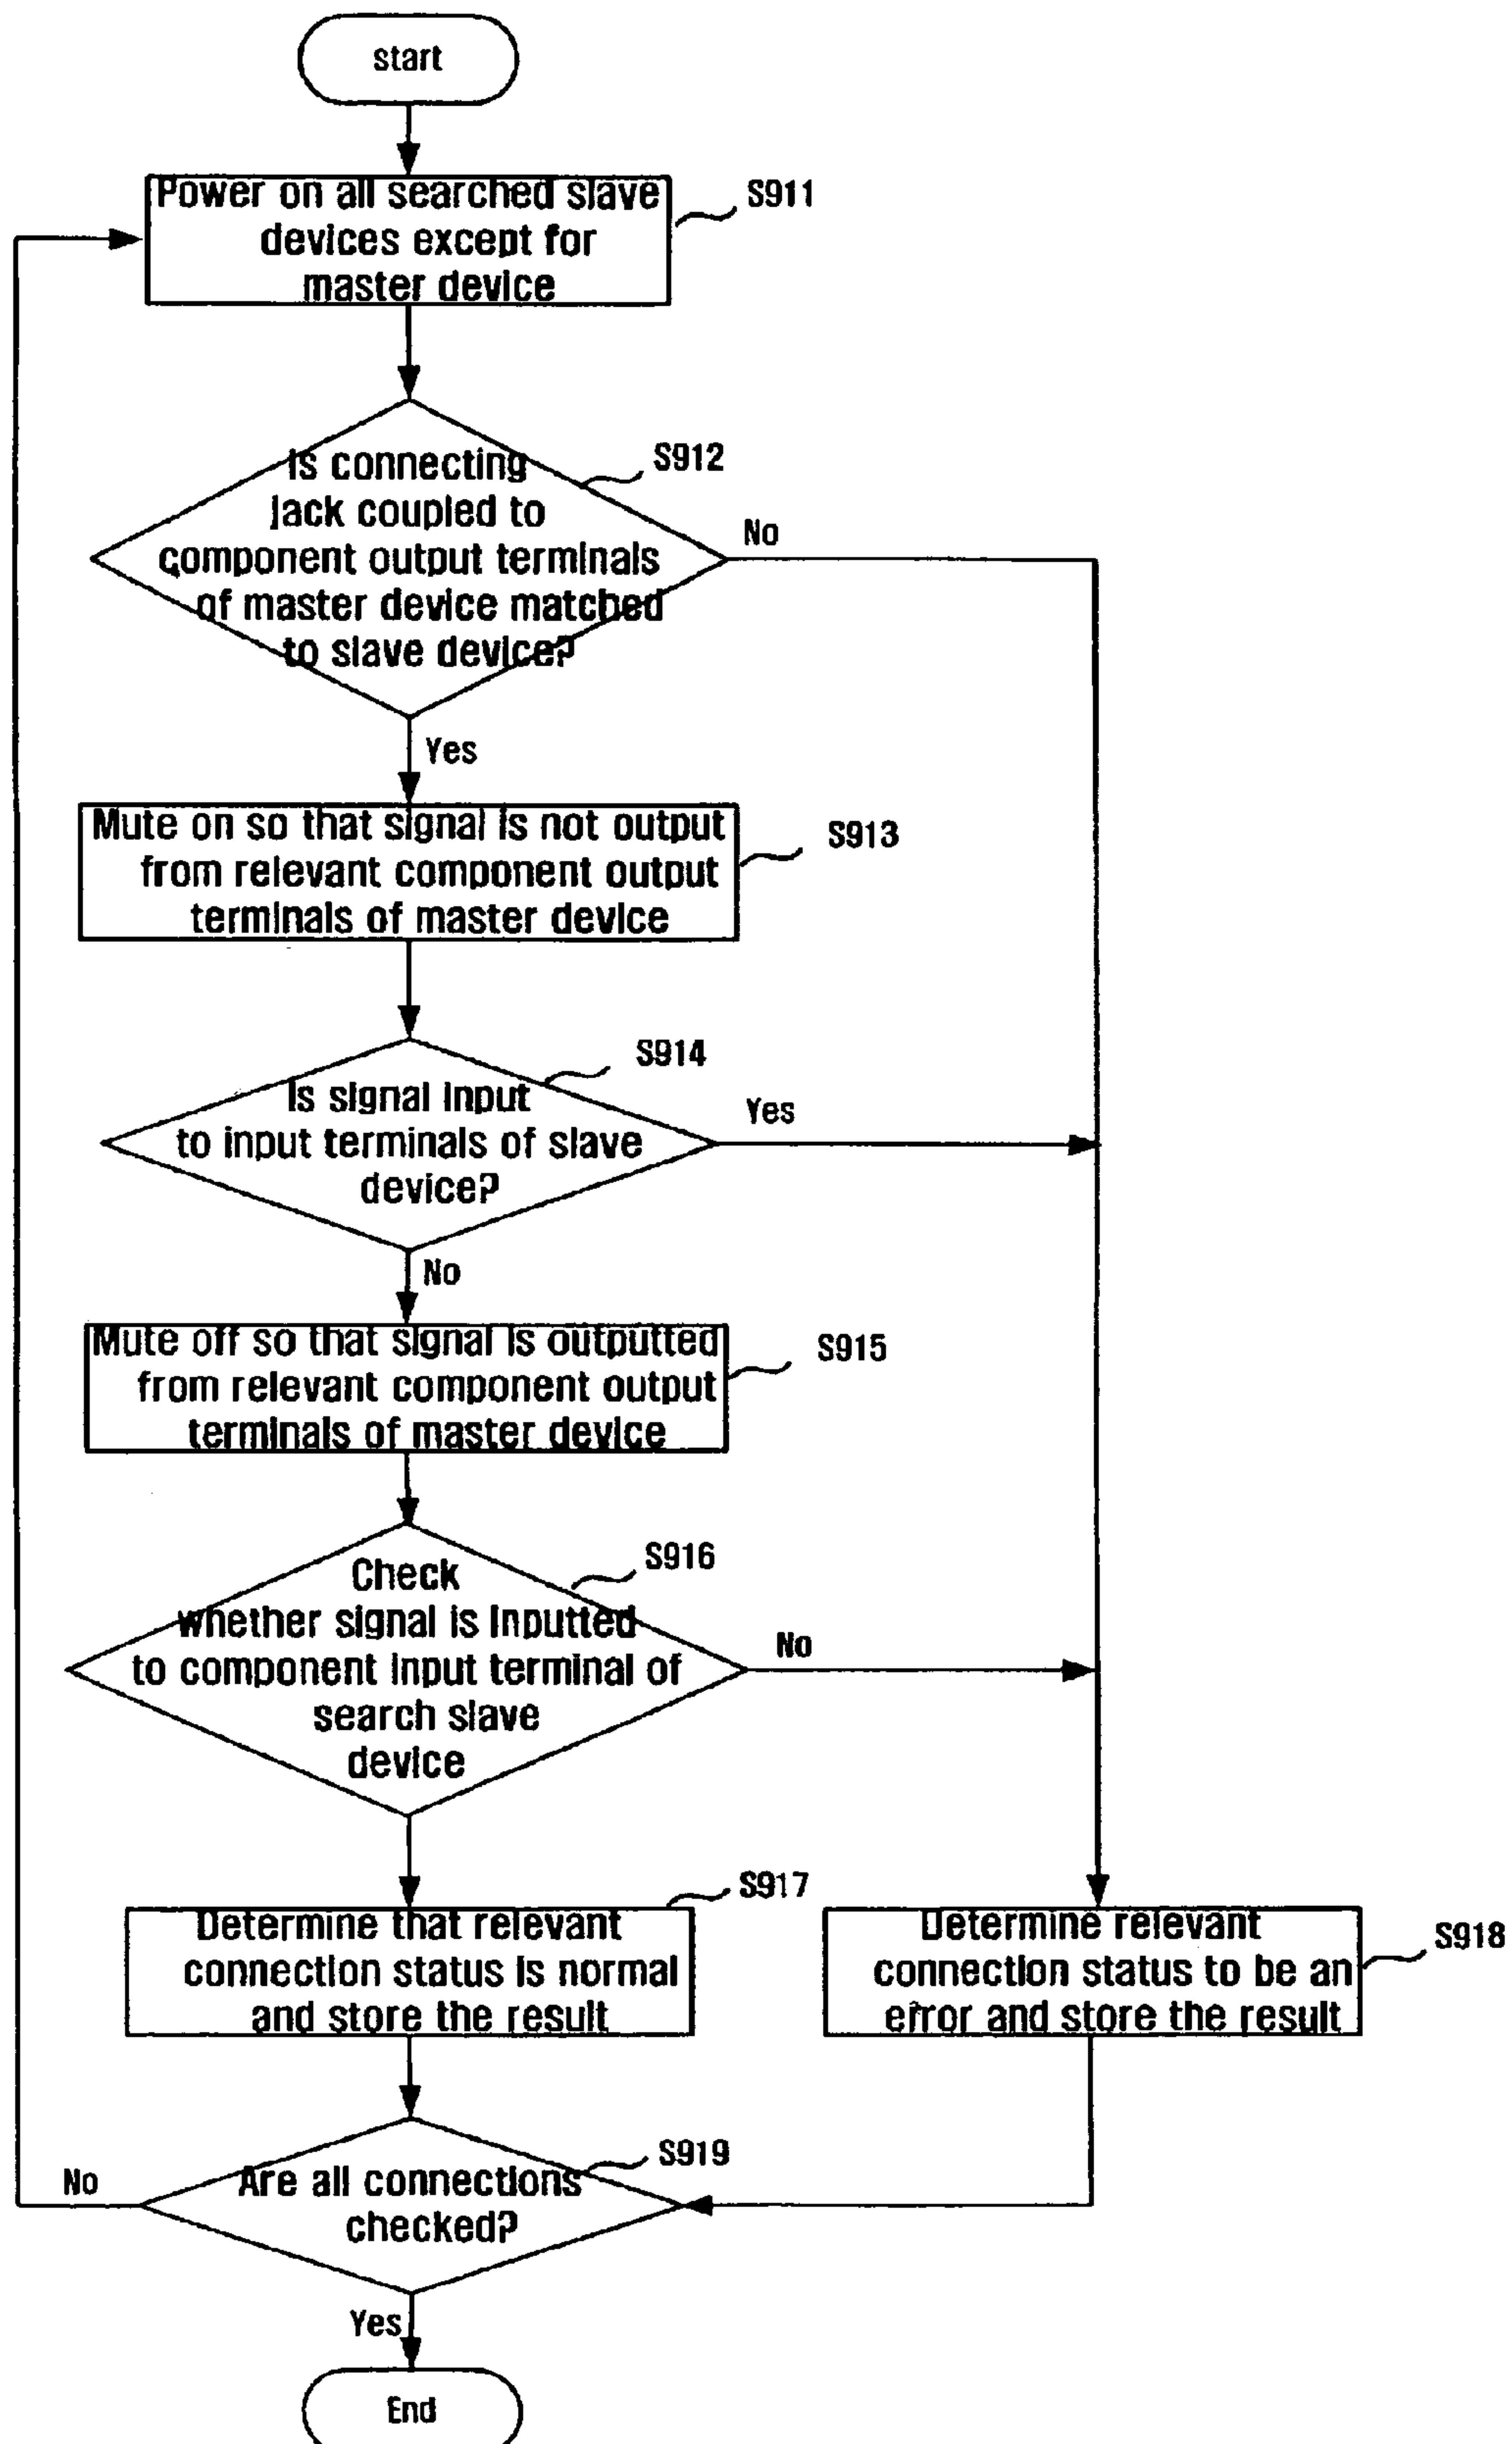 start
Power on all searched slave
devices except for
master device
S911
Is connecting
jack coupled to
component output terminals
of master device matched
to slave device?
S912
No
Yes
Mute on so that signal is not output
from relevant component output
terminals of master device
S913
Is signal input
to input terminals of slave
device?
S914
Yes
No
Mute off so that signal is outputted
from relevant component output
terminals of master device
S915
Check
whether signal is inputted
to component input terminal of
search slave
device
S916
No
Determine that relevant
connection status is normal
and store the result
S917
Determine relevant
connection status to be an
error and store the result
S918
Are all connections
checked?
S919
No
Yes
End